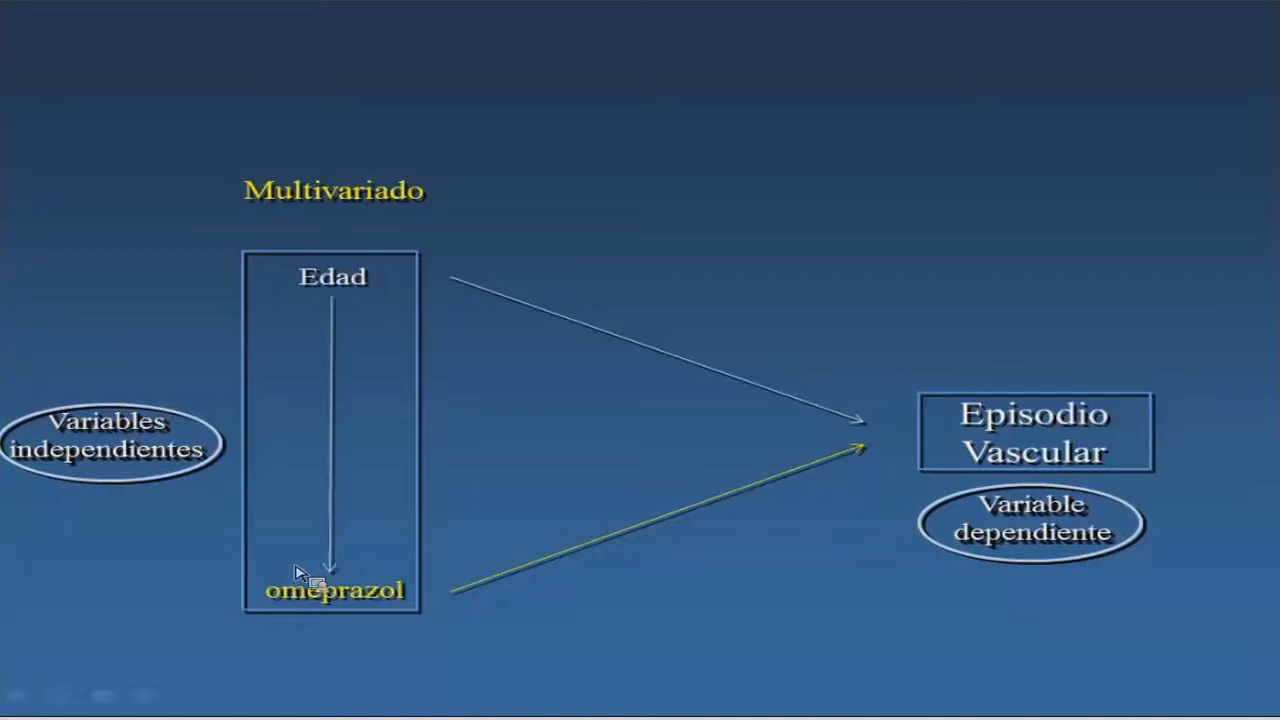 Multivariado
Edad
Variables
independientes
omeprazol
Episodio
Vascular
Variable
dependiente